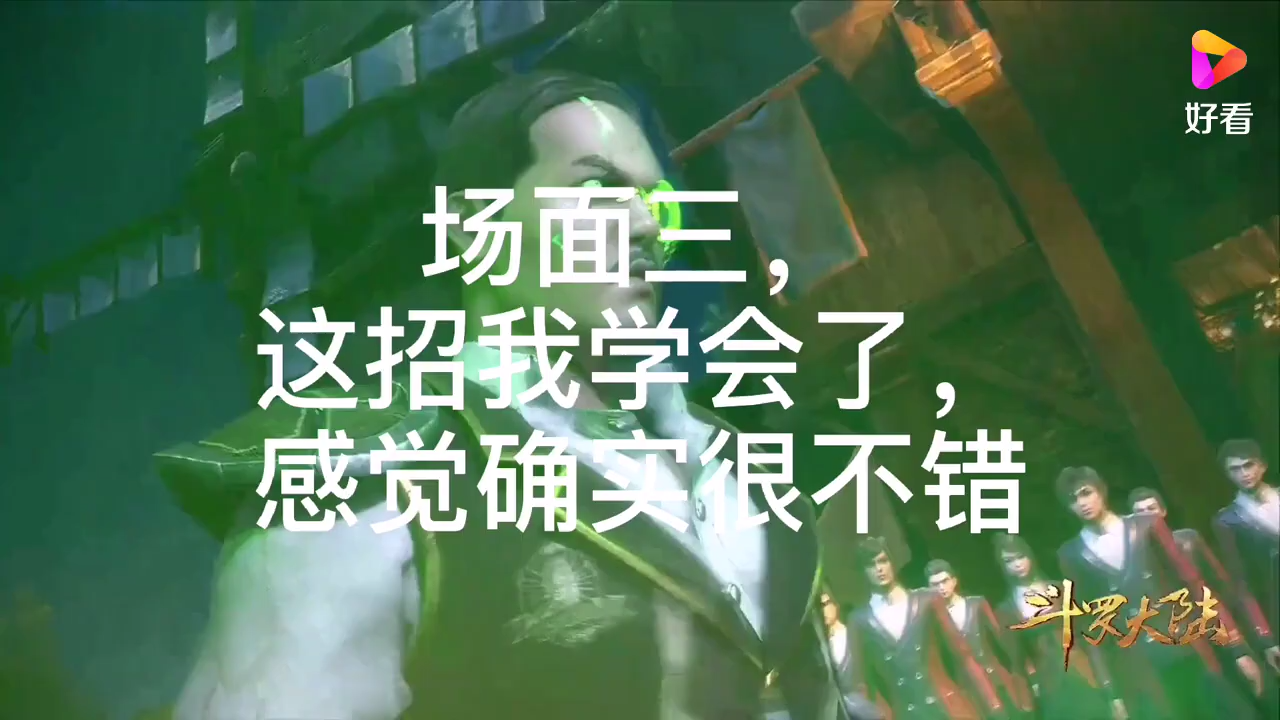 好看
场面三，
这招我学会了，
感觉确实很不错
斗罗大陆